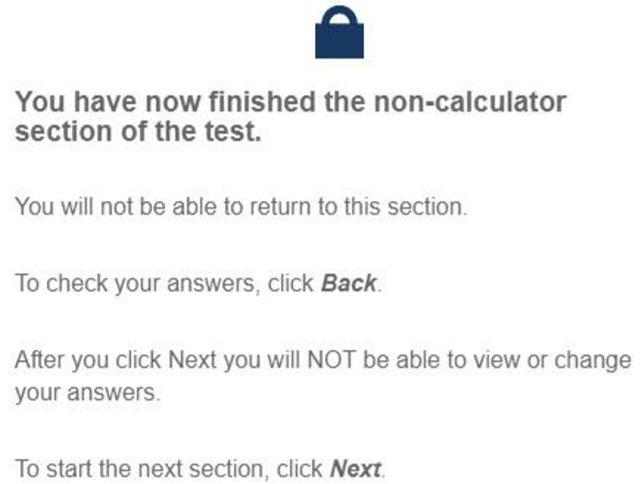 You have now finished the non-calculator
section of the test.
You will not be able to return to this section.
To check your answers, click Back.
After you click Next you will NOT be able to view or change
your answers.
To start the next section, click Next.